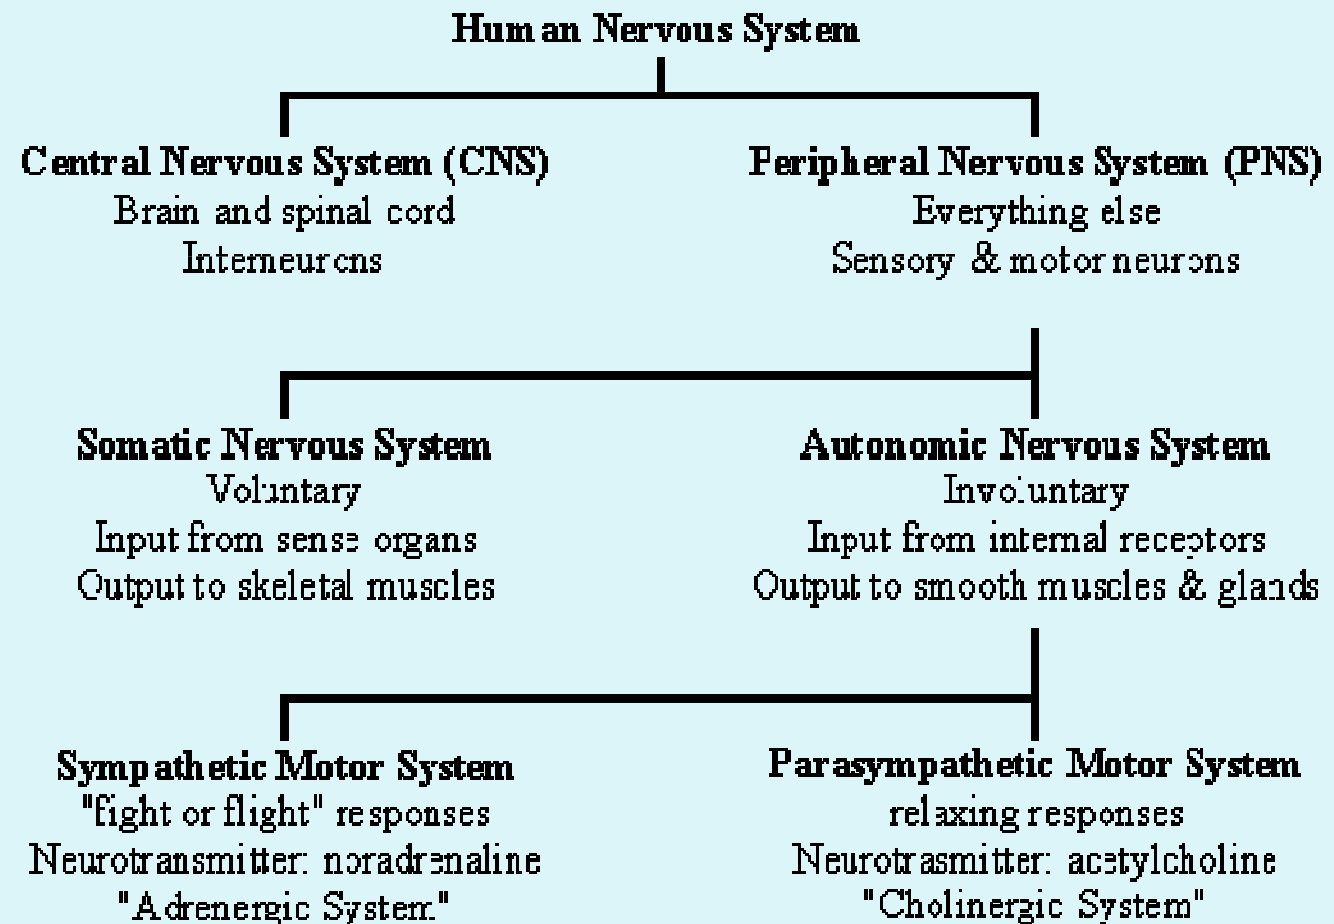 Human Nervous System
Central Nervous System (CNS)
Brain and spinal cord
Interneurons
Peripheral Nervous System (PNS)
Everything else
Sensory & motor neurons
Somatic Nervous System
Voluntary
Input from sense organs
Output to skeletal muscles
Autonomic Nervous System
Involuntary
Input from internal receptors
Output to smooth muscles & glands
Sympathetic Motor System
"fight or flight" responses
Neurotransmitter: noradrenaline
"Adrenergic System"
Parasympathetic Motor System
relaxing responses
Neurotrasmitter: acetylcholine
"Cholinergic System"